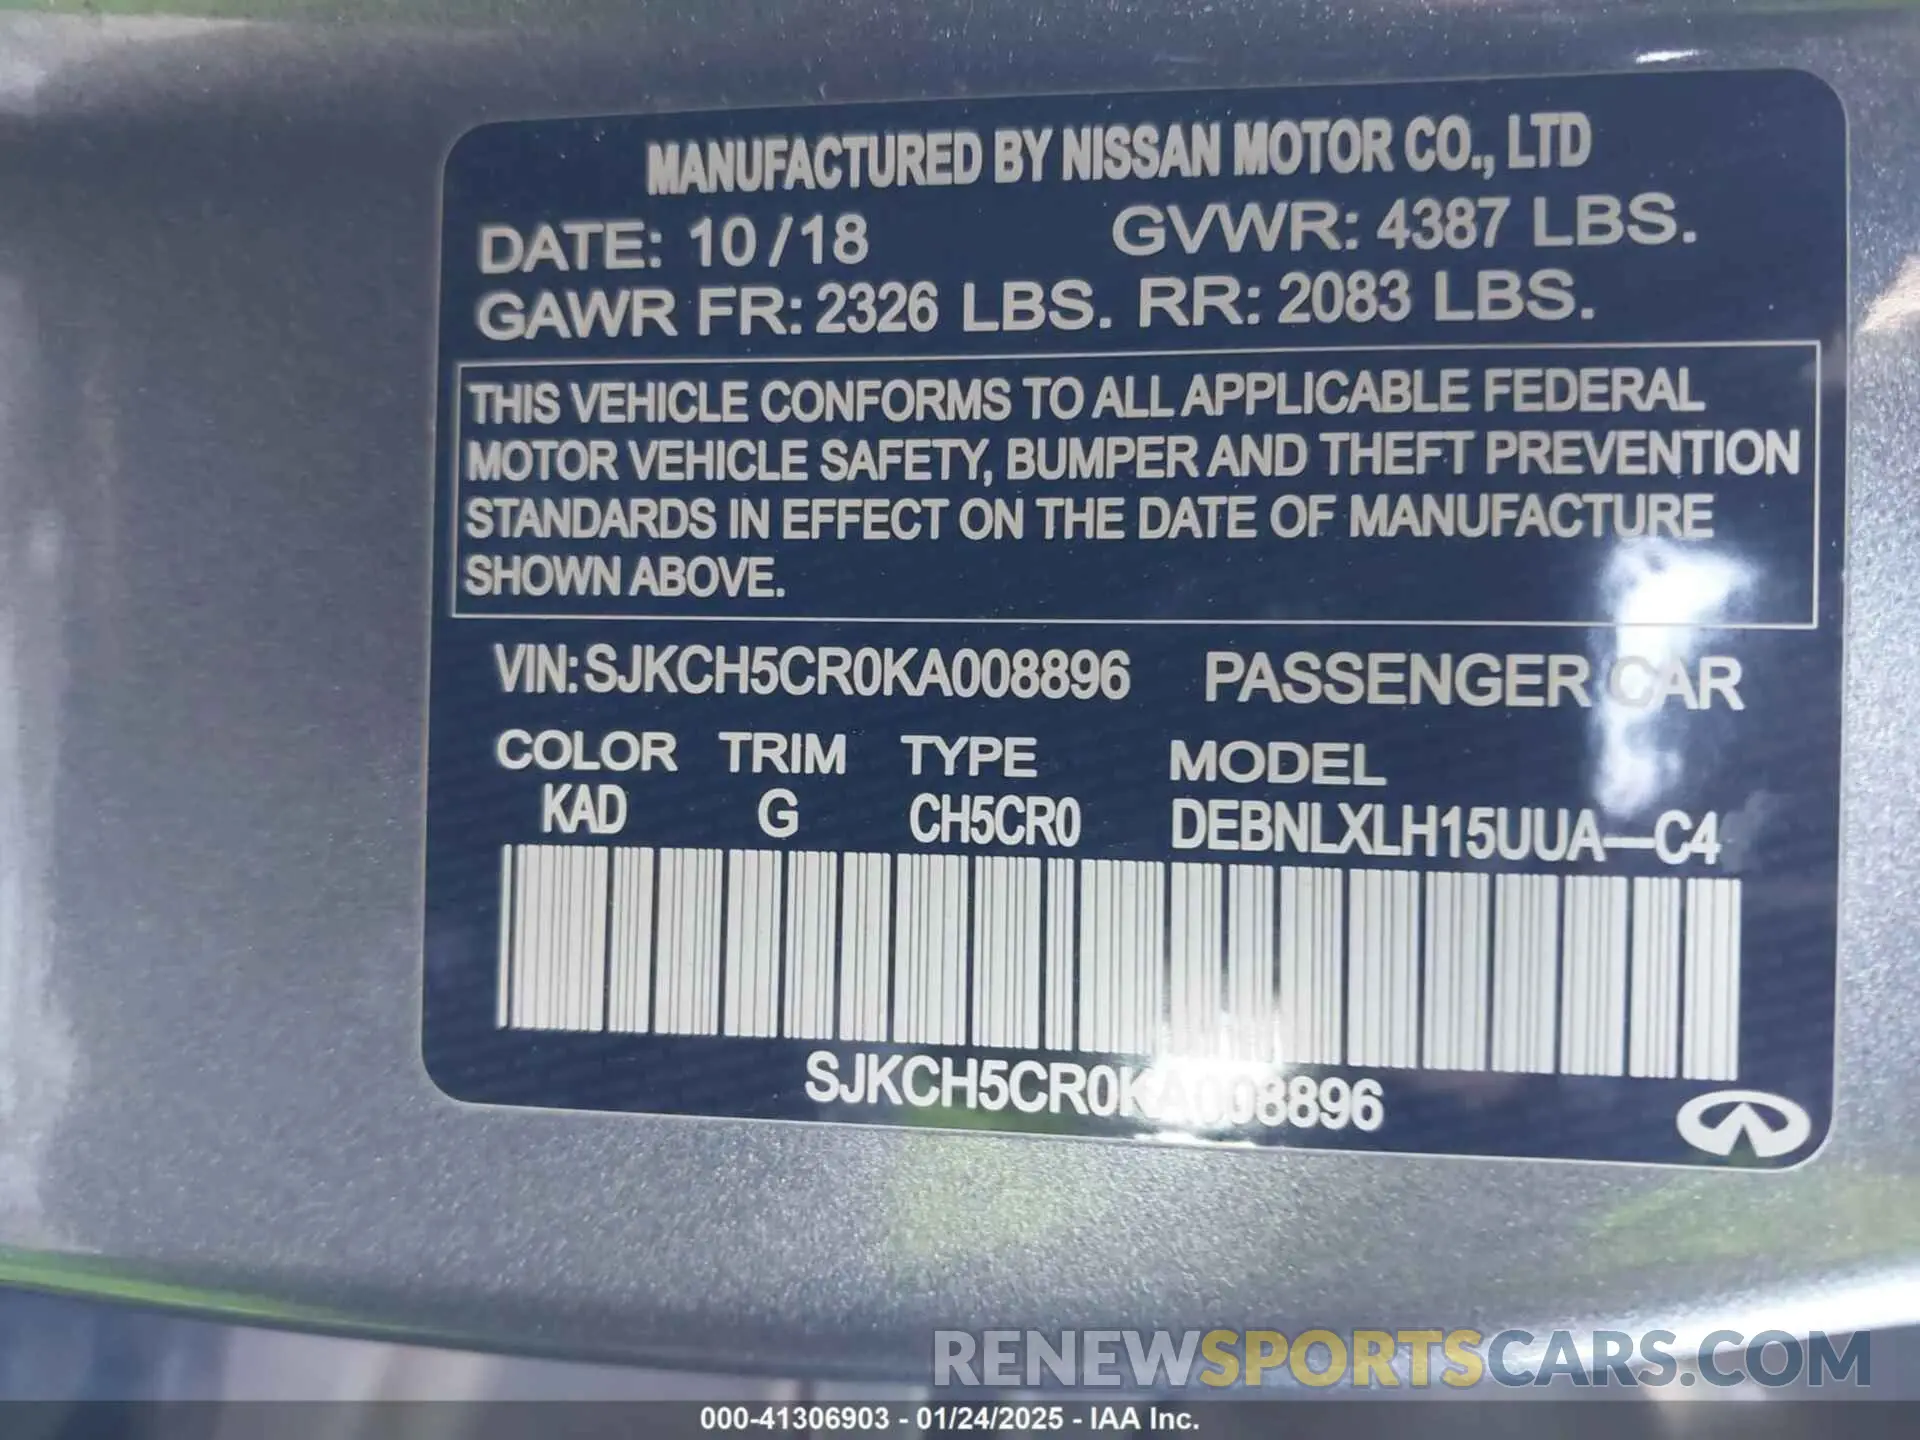 MANUFACTURED BY NISSAN MOTOR CO., LTD
DATE: 10/18 GVWR: 4387 LBS.
GAWR FR: 2326 LBS. RR: 2083 LBS.
THIS VEHICLE CONFORMS TO ALL APPLICABLE FEDERAL
MOTOR VEHICLE SAFETY, BUMPER AND THEFT PREVENTION
STANDARDS IN EFFECT ON THE DATE OF MANUFACTURE
SHOWN ABOVE.
VIN: SJKCH5CR0KA008896 PASSENGER CAR
COLOR TRIM TYPE MODEL
KAD G CH5CR0 DEBNLXLH15UUA—C4
SJKCH5CR0KA008896
RENEWSPORTSCARS.COM
000-41306903 - 01/24/2025 - IAA Inc.